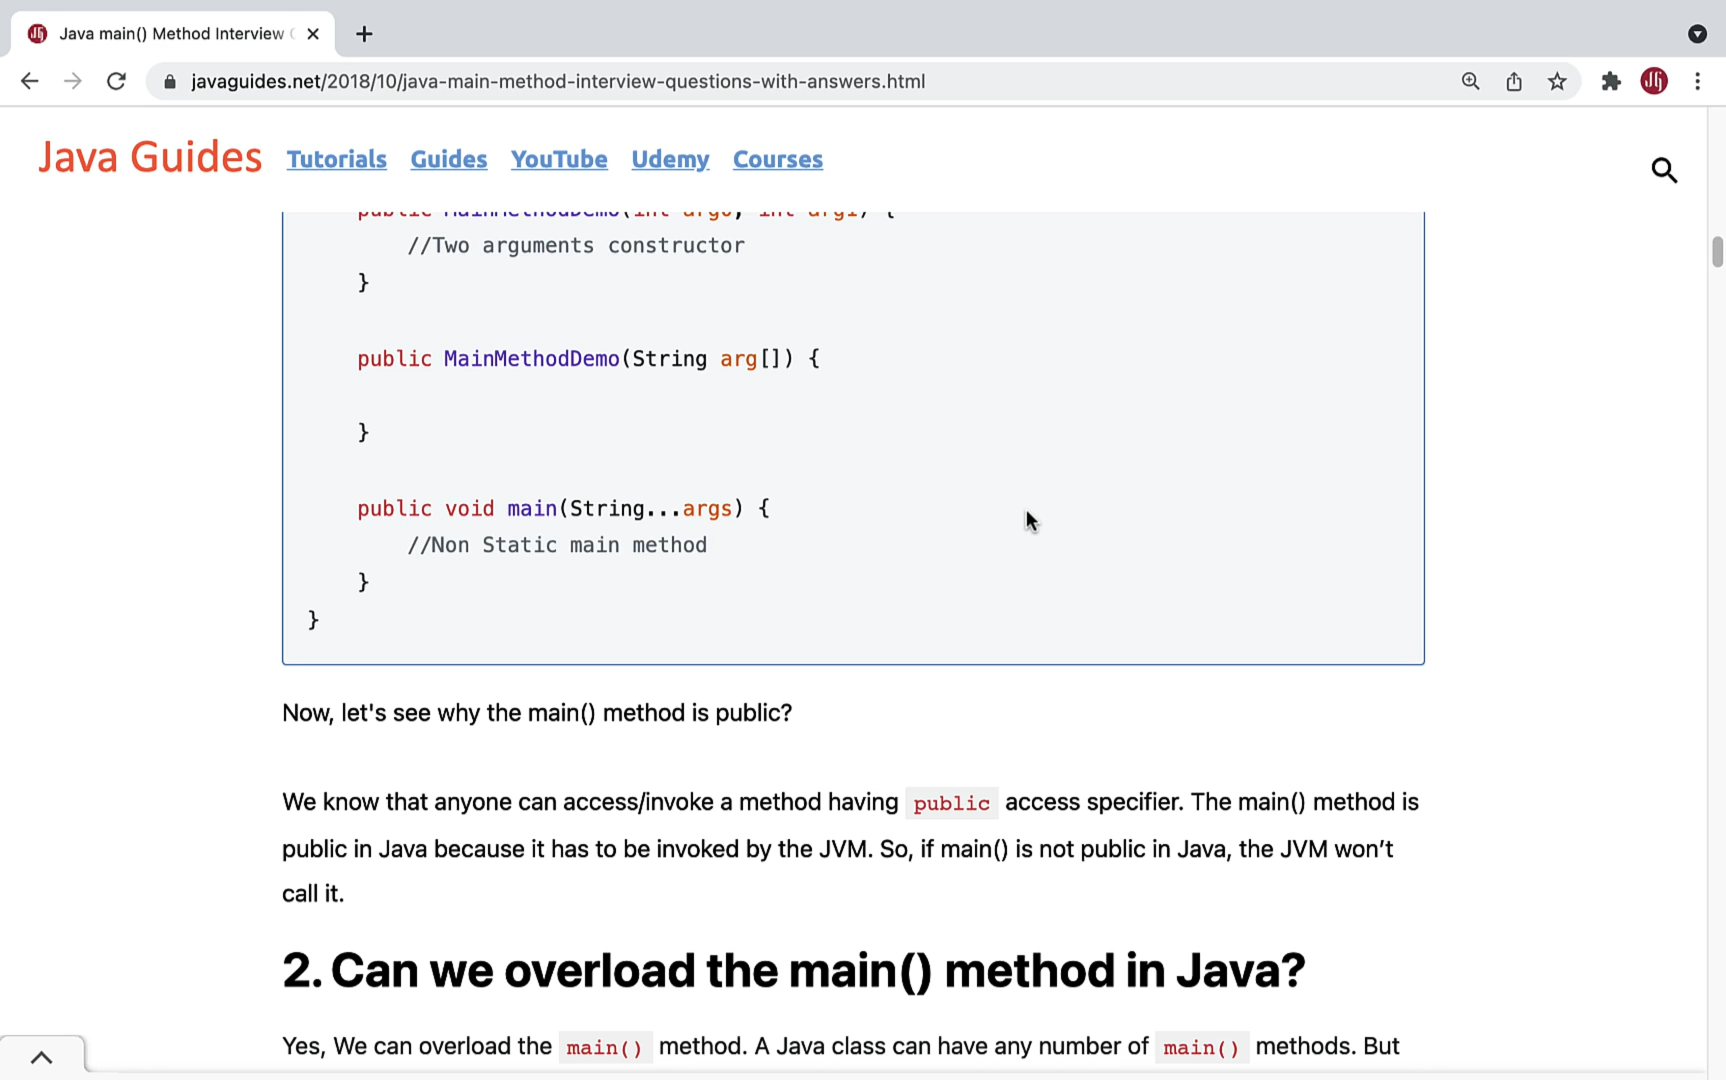 Java main() Method Interview
javaguides.net/2018/10/java-main-method-interview-questions-with-answers.html
Java Guides Tutorials Guides YouTube Udemy Courses
public MainMethodDemo(int arg0, int arg1) {
//Two arguments constructor
}
public MainMethodDemo(String arg[]) {
}
public void main(String...args) {
//Non Static main method
}
}
Now, let's see why the main() method is public?
We know that anyone can access/invoke a method having public access specifier. The main() method is
public in Java because it has to be invoked by the JVM. So, if main() is not public in Java, the JVM won’t
call it.
2. Can we overload the main() method in Java?
Yes, We can overload the main() method. A Java class can have any number of main() methods. But